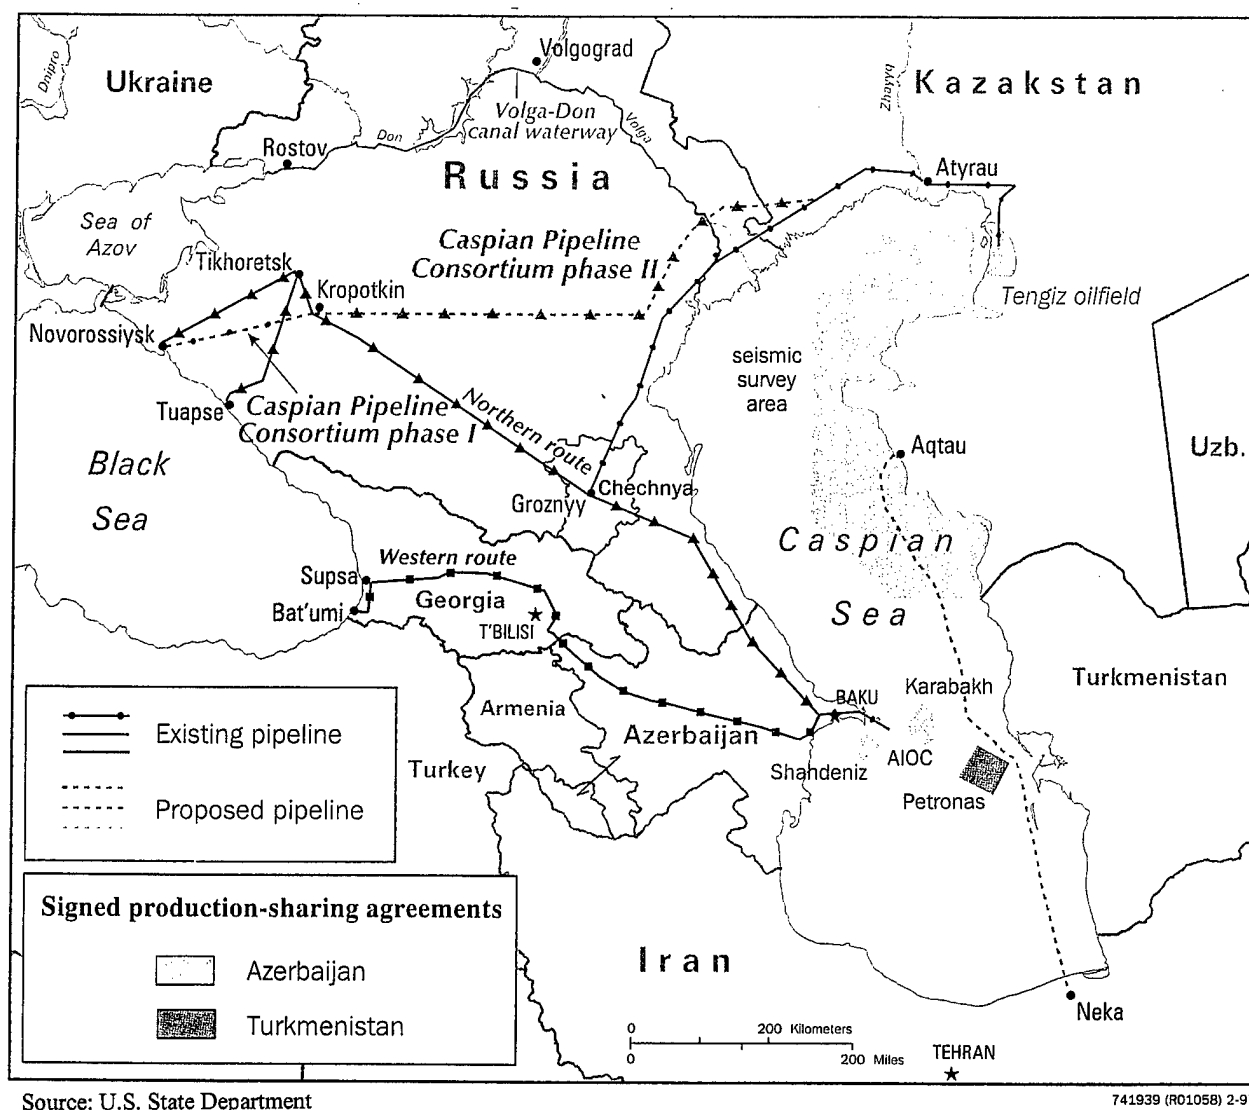 Volgograd
Dnipro
Ukraine
Zhayyk
Kazakstan
Volga-Don
canal waterway
Volga
Don
Rostov
Russia
Atyrau
Sea of
Azov
Caspian Pipeline
Consortium phase II
Tikhoretsk
Kropotkin
Tengiz oilfield
Novorossiysk
seismic
survey
area
Tuapse
Caspian Pipeline
Consortium phase I
Northern route
Black
Sea
Aqtau
Uzb.
Groznyy
Chechnya
Caspian
Sea
Western route
Supsa
Georgia
Bat'umi
T'BILISI
Turkmenistan
Karabakh
BAKU
Armenia
Azerbaijan
AIOC
Shandeniz
Turkey
Petronas
Existing pipeline
Proposed pipeline
Signed production-sharing agreements
Azerbaijan
Turkmenistan
Iran
Neka
0 200 Kilometers
0 200 Miles
TEHRAN
Source: U.S. State Department
741939 (R01058) 2-9